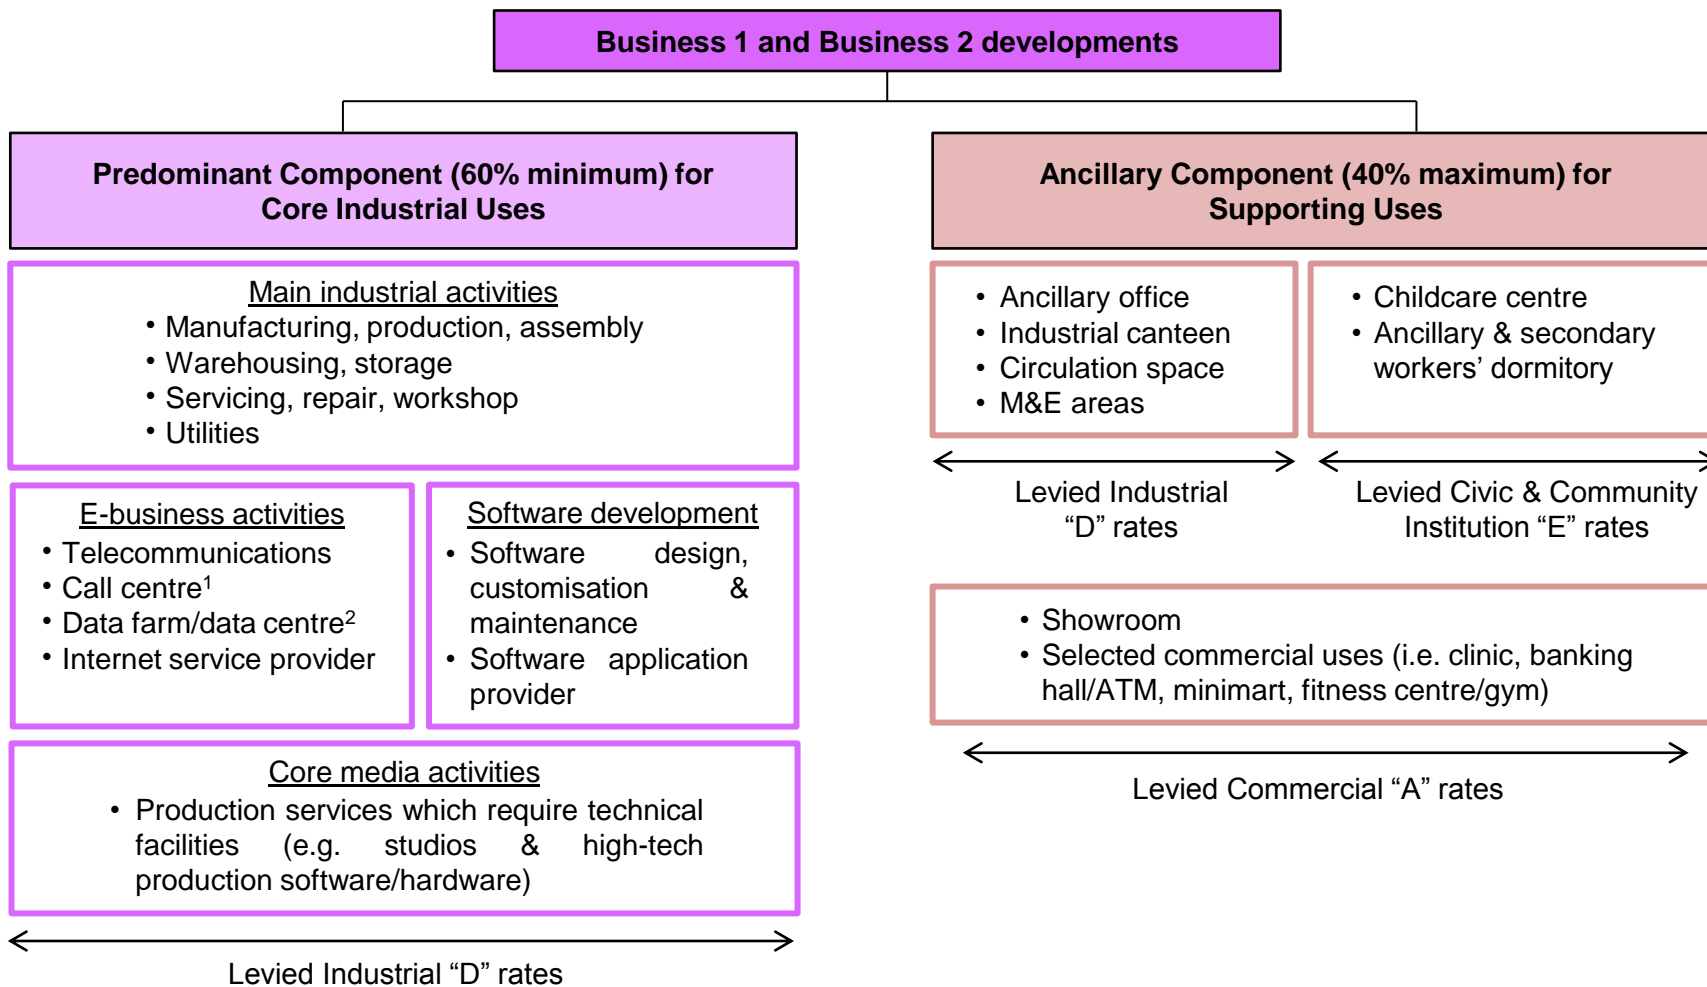 Business 1 and Business 2 developments
Predominant Component (60% minimum) for
Core Industrial Uses
Main industrial activities
• Manufacturing, production, assembly
• Warehousing, storage
• Servicing, repair, workshop
• Utilities
E-business activities
• Telecommunications
• Call centre¹
• Data farm/data centre²
• Internet service provider
Software development
• Software design,
customisation &
maintenance
• Software application
provider
Core media activities
• Production services which require technical
facilities (e.g. studios & high-tech
production software/hardware)
Levied Industrial “D” rates
Ancillary Component (40% maximum) for
Supporting Uses
• Ancillary office
• Industrial canteen
• Circulation space
• M&E areas
Levied Industrial
“D” rates
• Childcare centre
• Ancillary & secondary
workers’ dormitory
Levied Civic & Community
Institution “E” rates
• Showroom
• Selected commercial uses (i.e. clinic, banking
hall/ATM, minimart, fitness centre/gym)
Levied Commercial “A” rates